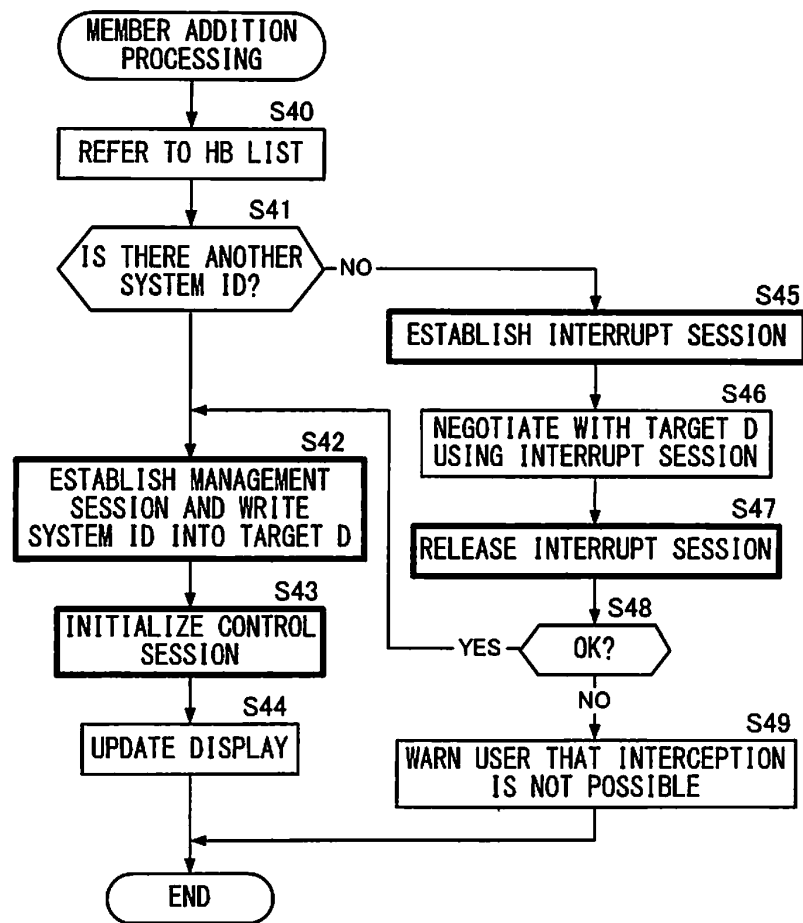 MEMBER ADDITION
PROCESSING
S40
REFER TO HB LIST
S41
IS THERE ANOTHER
SYSTEM ID?
NO
S45
ESTABLISH INTERRUPT SESSION
S46
NEGOTIATE WITH TARGET D
USING INTERRUPT SESSION
S42
ESTABLISH MANAGEMENT
SESSION AND WRITE
SYSTEM ID INTO TARGET D
S47
RELEASE INTERRUPT SESSION
S43
INITIALIZE CONTROL
SESSION
S48
OK?
YES
NO
S44
UPDATE DISPLAY
S49
WARN USER THAT INTERCEPTION
IS NOT POSSIBLE
END